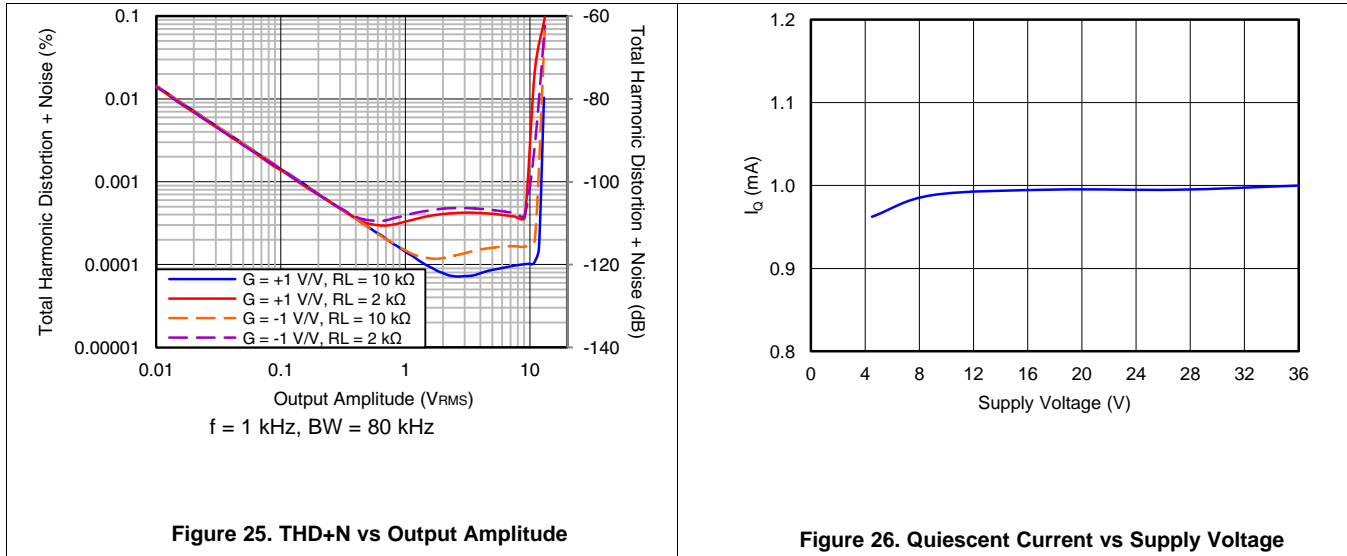 0.1
0.01
0.001
0.0001
0.00001
-60
-80
-100
-120
-140
0.01 0.1 1 10
Total Harmonic Distortion + Noise (%)
Total Harmonic Distortion + Noise (dB)
G = +1 V/V, RL = 10 kΩ
G = +1 V/V, RL = 2 kΩ
G = -1 V/V, RL = 10 kΩ
G = -1 V/V, RL = 2 kΩ
Output Amplitude (VRMS)
f = 1 kHz, BW = 80 kHz
Figure 25. THD+N vs Output Amplitude
1.2
1.1
1.0
0.9
0.8
IQ (mA)
0 4 8 12 16 20 24 28 32 36
Supply Voltage (V)
Figure 26. Quiescent Current vs Supply Voltage